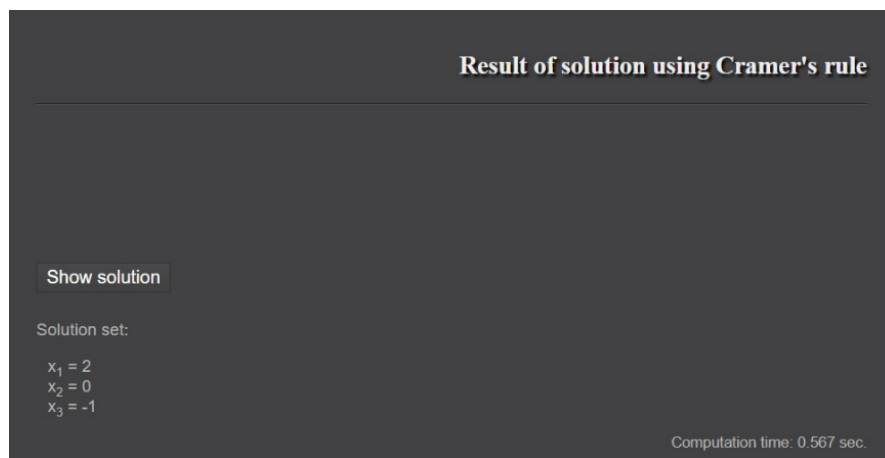 Result of solution using Cramer's rule
Show solution
Solution set:
x₁ = 2
x₂ = 0
x₃ = -1
Computation time: 0.567 sec.